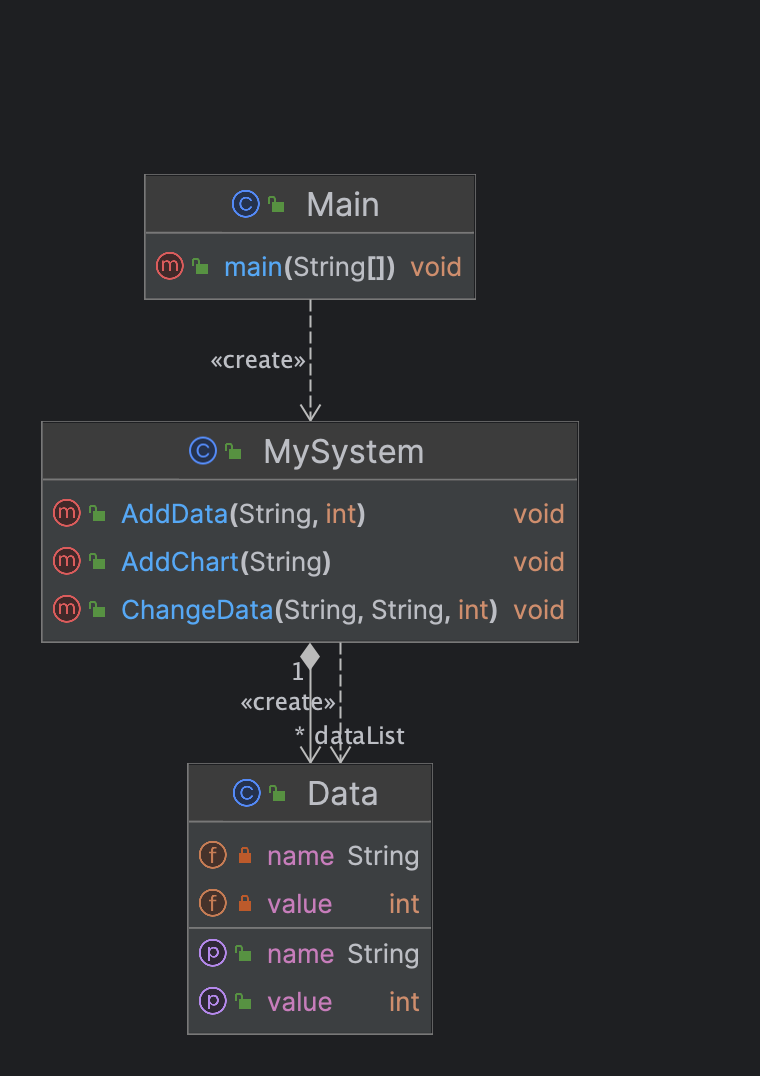 C Main
m main(String[]) void
«create»
C MySystem
m AddData(String, int) void
m AddChart(String) void
m ChangeData(String, String, int) void
1
«create»
* dataList
C Data
f name String
f value int
p name String
p value int